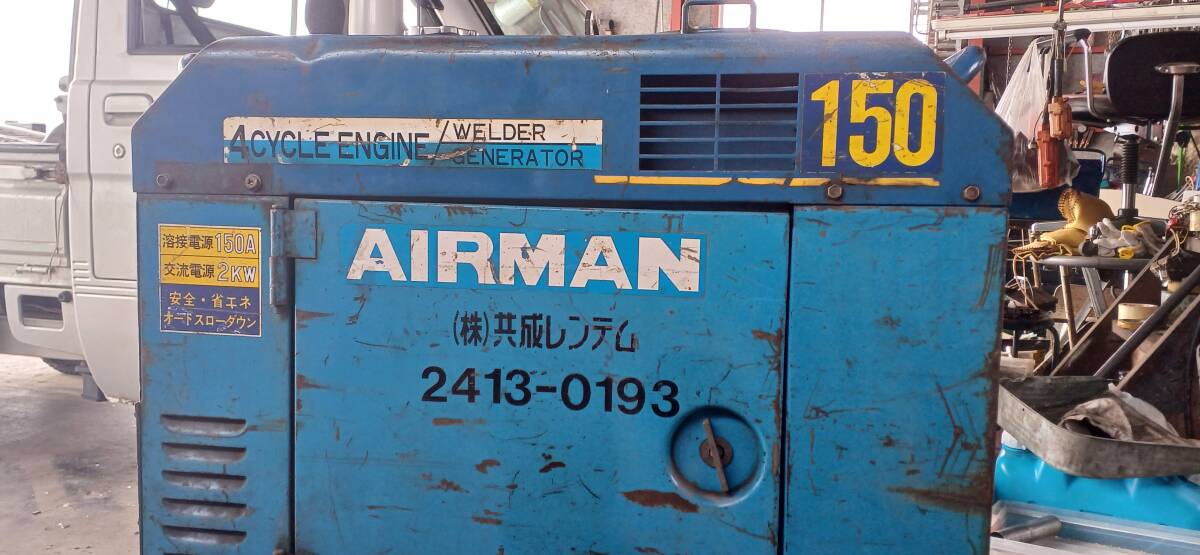 4CYCLE ENGINE/WELDER GENERATOR
150
溶接電源150A
交流電源2KW
安全・省エネ
オートスローダウン
AIRMAN
(株)共成レンテム
2413-0193